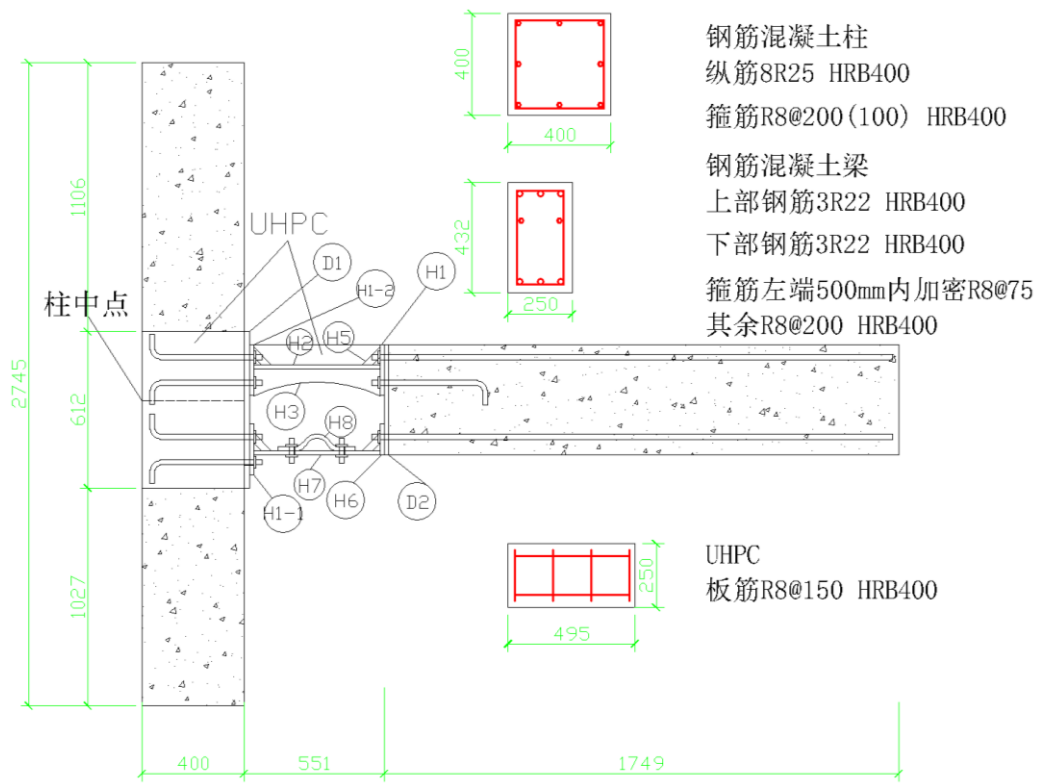 400
400
钢筋混凝土柱
纵筋8R25 HRB400
箍筋R8@200(100) HRB400
432
250
钢筋混凝土梁
上部钢筋3R22 HRB400
下部钢筋3R22 HRB400
箍筋左端500mm内加密R8@75
其余R8@200 HRB400
2745
1106
612
1027
UHPC
D1
H1-2
H1
柱中点
H2
H5
H3
H8
H7
H6
D2
H1-1
250
495
UHPC
板筋R8@150 HRB400
400
551
1749